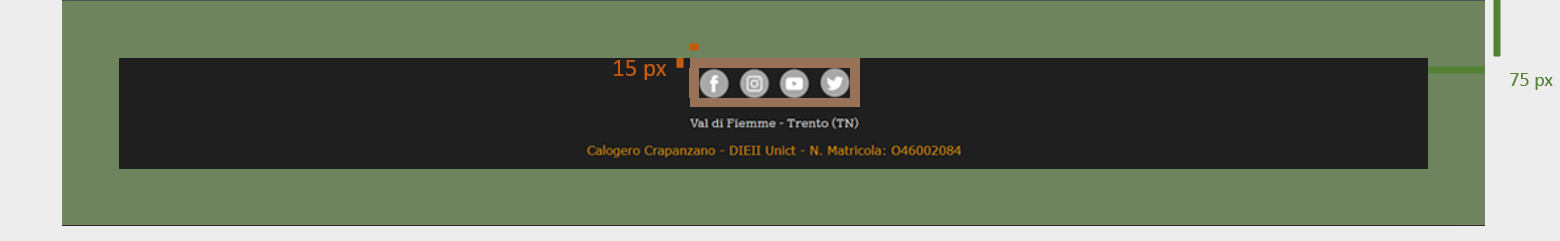 15 px
75 px
Val di Fiemme - Trento (TN)
Calogero Crapanzano - DIEII Unict - N. Matricola: O46002084